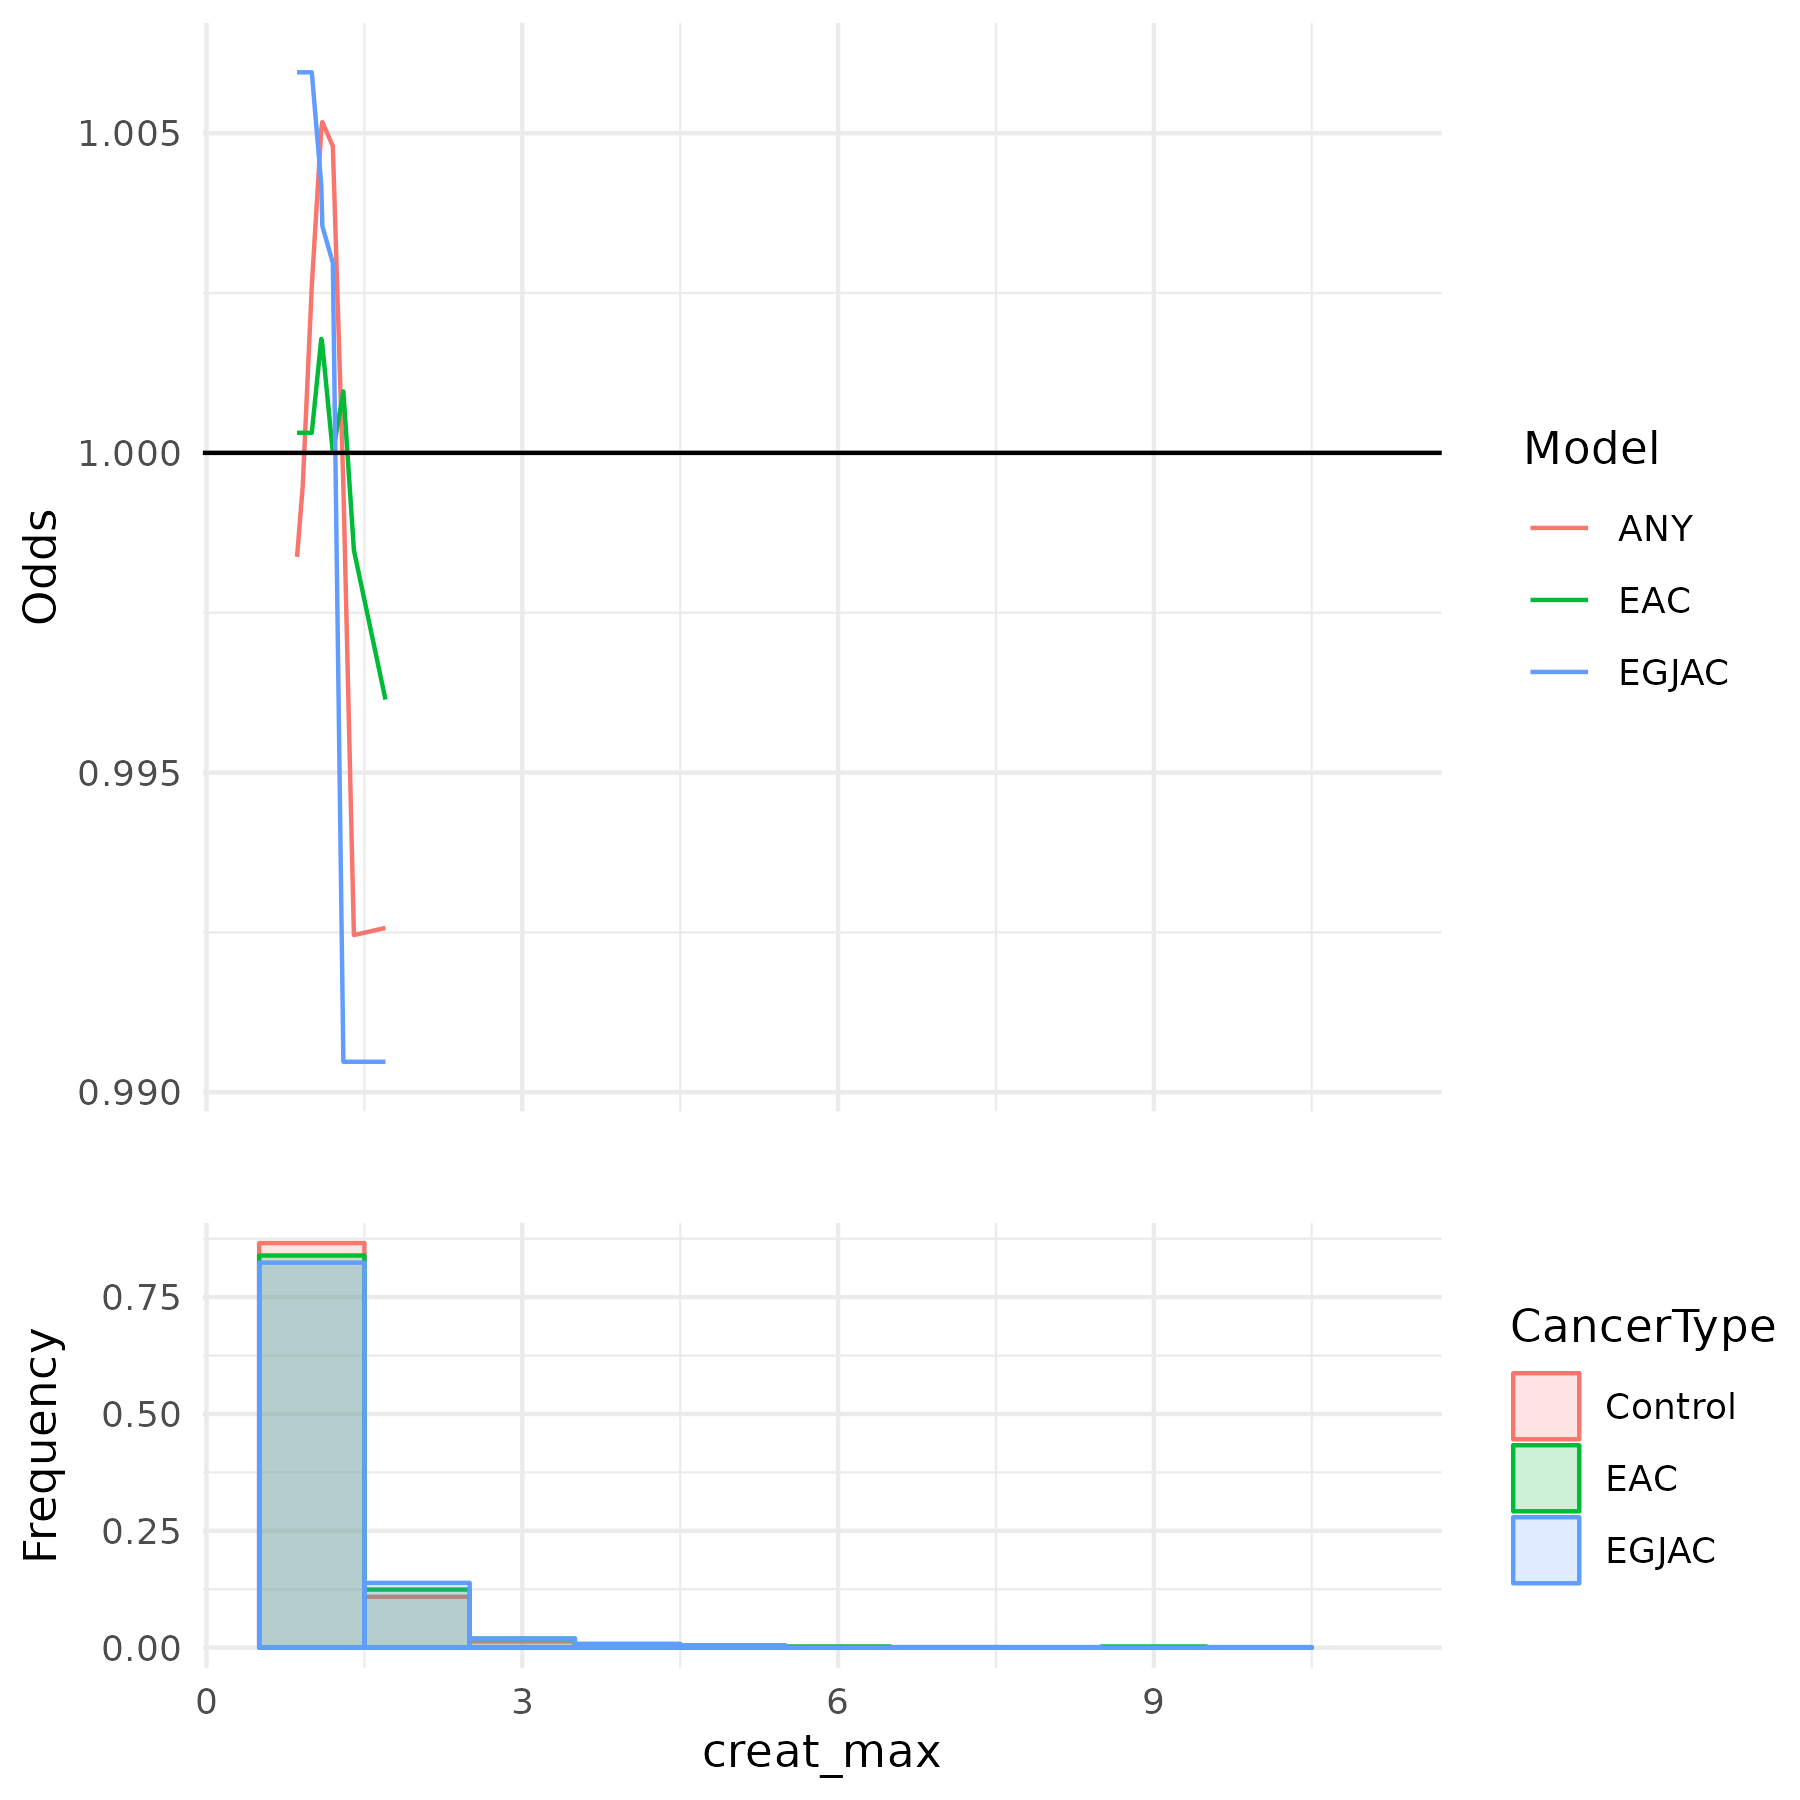 1.005
1.000
0.995
0.990
Odds
Model
ANY
EAC
EGJAC
0.75
0.50
0.25
0.00
Frequency
0
3
6
9
creat_max
CancerType
Control
EAC
EGJAC